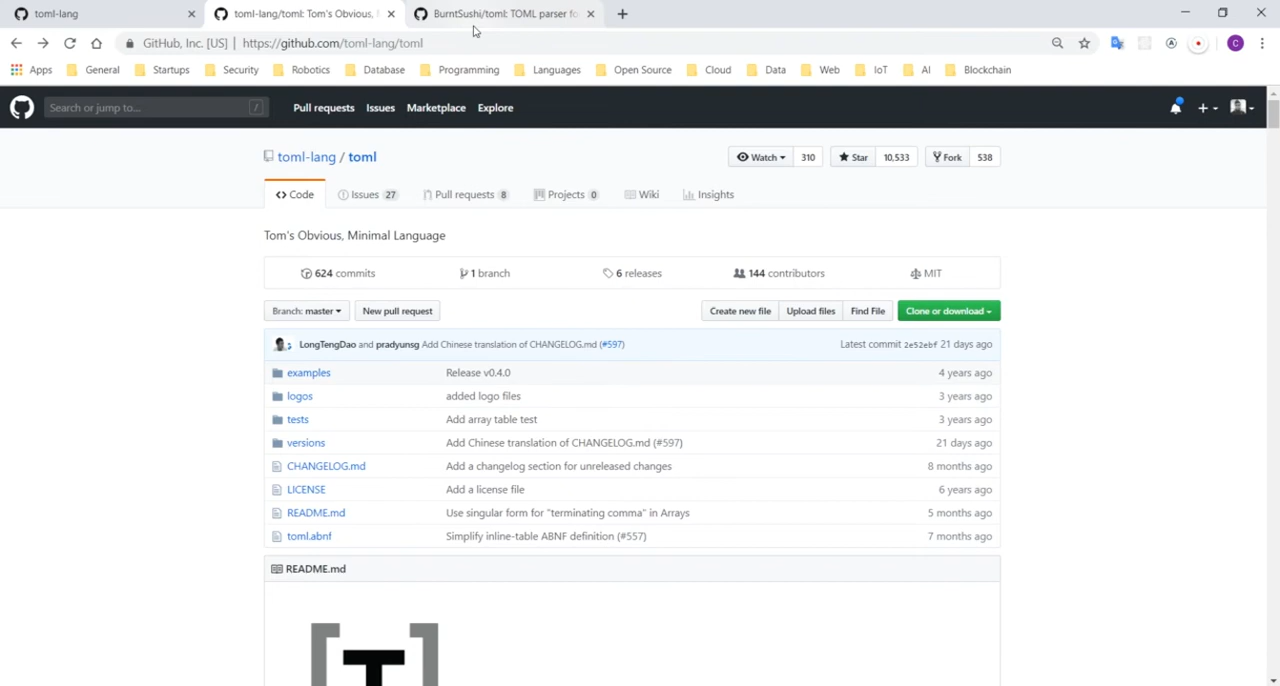 toml-lang
toml-lang/toml: Tom's Obvious,
BurntSushi/toml: TOML parser fo
GitHub, Inc. [US] | https://github.com/toml-lang/toml
C
Apps General Startups Security Robotics Database Programming Languages Open Source Cloud Data Web IoT AI Blockchain
Search or jump to... / Pull requests Issues Marketplace Explore
toml-lang / toml
Watch 310 Star 10,533 Fork 538
Code Issues 27 Pull requests 8 Projects 0 Wiki Insights
Tom's Obvious, Minimal Language
624 commits 1 branch 6 releases 144 contributors MIT
Branch: master New pull request Create new file Upload files Find File Clone or download
LongTengDao and pradyunsg Add Chinese translation of CHANGELOG.md (#597) Latest commit 2e52ebf 21 days ago
examples Release v0.4.0 4 years ago
logos added logo files 3 years ago
tests Add array table test 3 years ago
versions Add Chinese translation of CHANGELOG.md (#597) 21 days ago
CHANGELOG.md Add a changelog section for unreleased changes 8 months ago
LICENSE Add a license file 6 years ago
README.md Use singular form for "terminating comma" in Arrays 5 months ago
toml.abnf Simplify inline-table ABNF definition (#557) 7 months ago
README.md
[T]